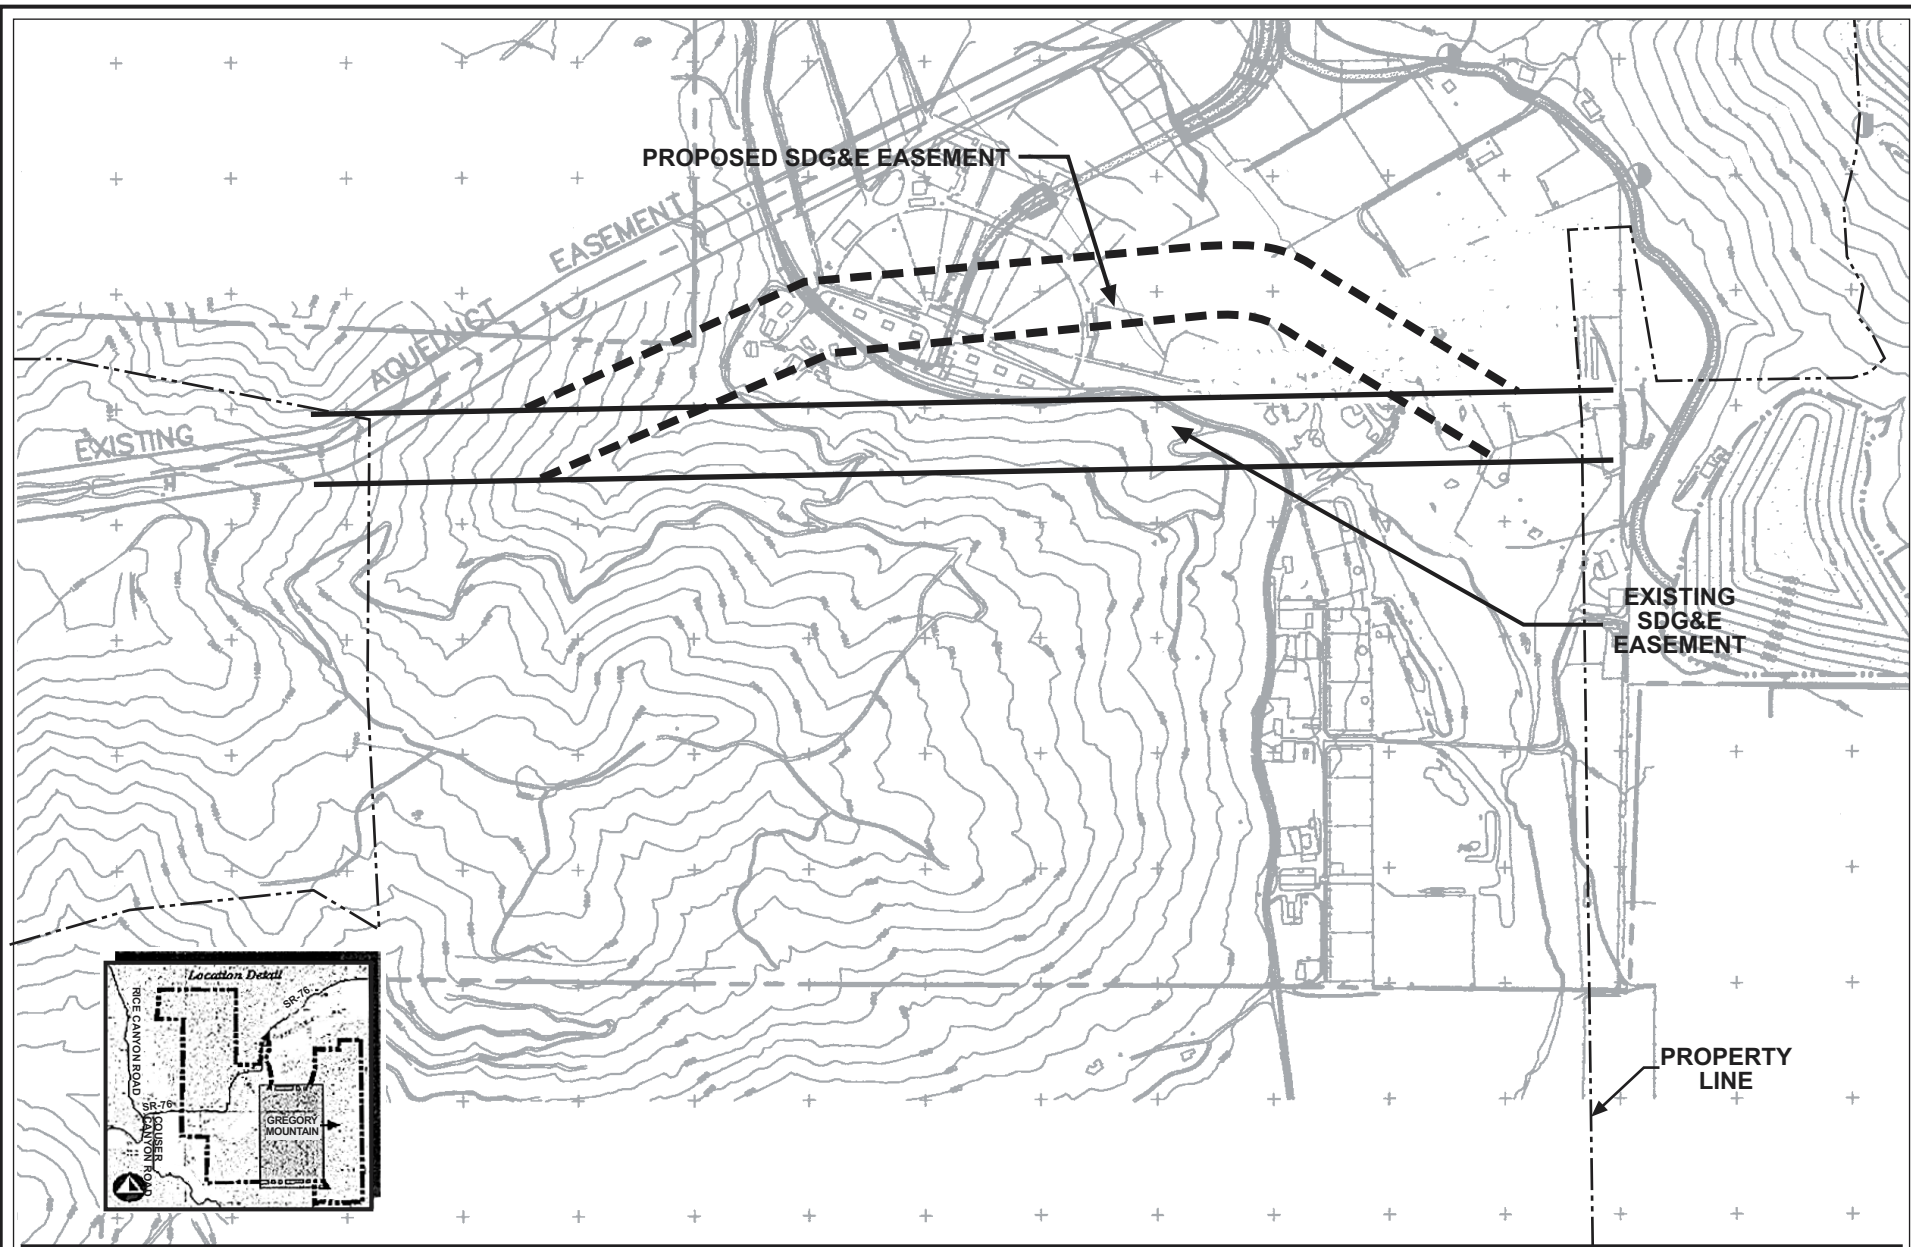 PROPOSED SDG&E EASEMENT
EXISTING
AQUEDUCT
EASEMENT
EXISTING
SDG&E
EASEMENT
PROPERTY
LINE
Location Detail
SR-76
RICE CANYON ROAD
SR-76
COUSER
CANYON ROAD
GREGORY
MOUNTAIN